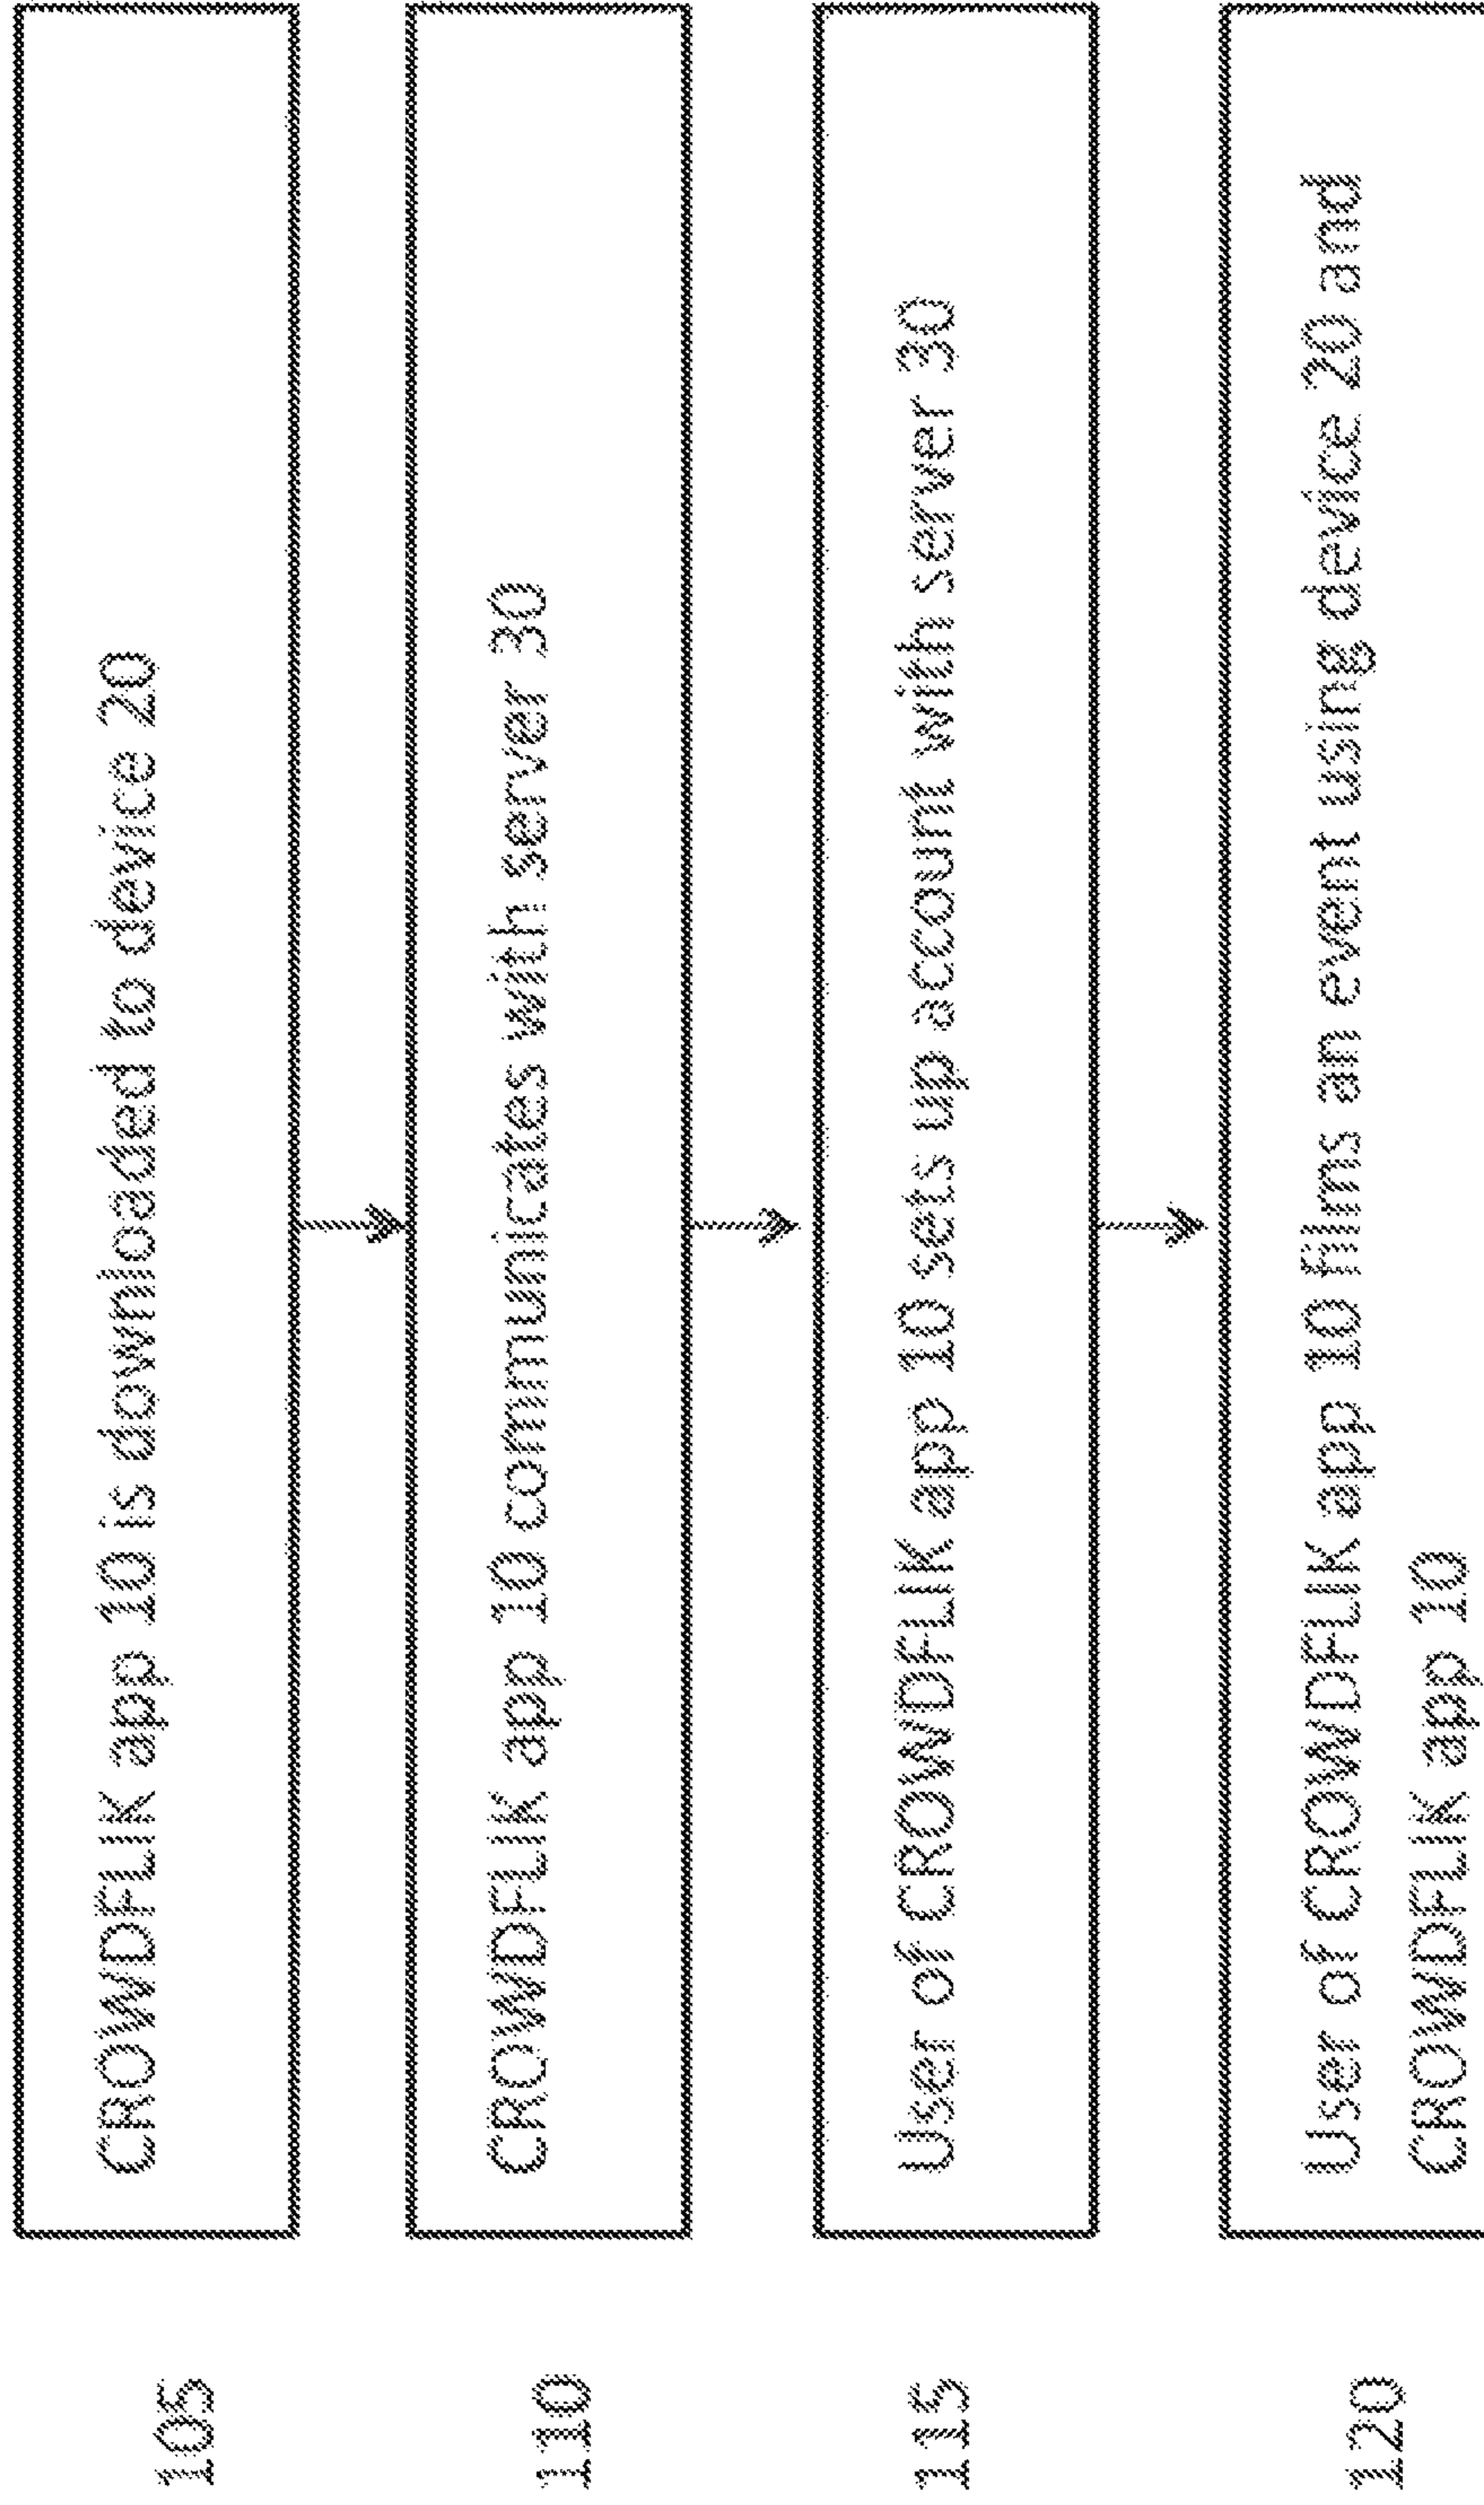 105
CROWDFLIK app 10 is downloaded to device 20
110
CROWDFLIK app 10 communicates with server 30
115
User of CROWDFLIK app 10 sets up account with server 30
120
User of CROWDFLIK app 10 films an event using device 20 and
CROWDFLIK app 10